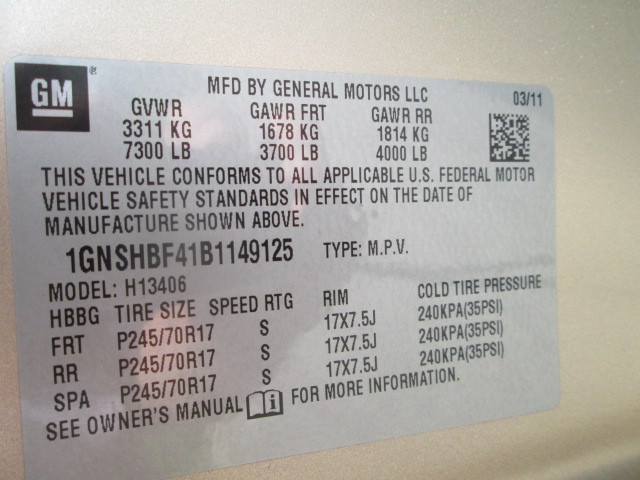 GM®
MFD BY GENERAL MOTORS LLC 03/11
GVWR GAWR FRT GAWR RR
3311 KG 1678 KG 1814 KG
7300 LB 3700 LB 4000 LB
THIS VEHICLE CONFORMS TO ALL APPLICABLE U.S. FEDERAL MOTOR
VEHICLE SAFETY STANDARDS IN EFFECT ON THE DATE OF
MANUFACTURE SHOWN ABOVE.
1GNSHBF41B1149125 TYPE: M.P.V.
MODEL: H13406
HBBG TIRE SIZE SPEED RTG RIM COLD TIRE PRESSURE
FRT P245/70R17 S 17X7.5J 240KPA(35PSI)
RR P245/70R17 S 17X7.5J 240KPA(35PSI)
SPA P245/70R17 S 17X7.5J 240KPA(35PSI)
SEE OWNER'S MANUAL i FOR MORE INFORMATION.